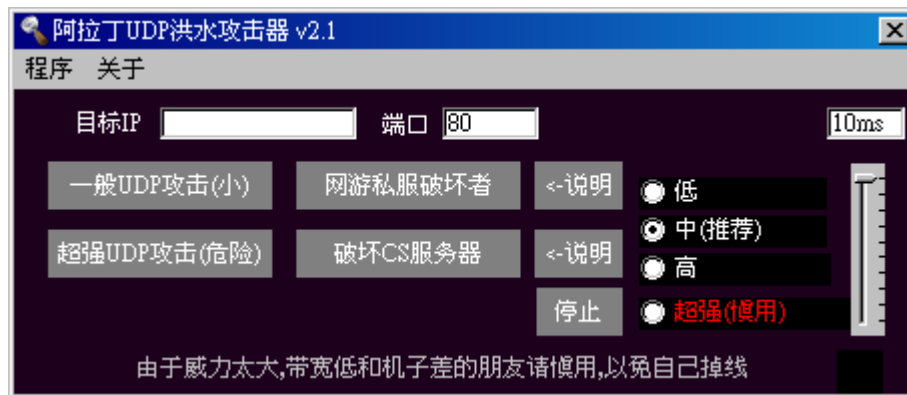 阿拉丁UDP洪水攻击器 v2.1
程序 关于
目标IP 端口 80 10ms
一般UDP攻击(小) 网游私服破坏者 <-说明 低
中(推荐)
超强UDP攻击(危险) 破坏CS服务器 <-说明
高
停止 超强(慎用)
由于威力太大,带宽低和机子差的朋友请慎用,以免自己掉线